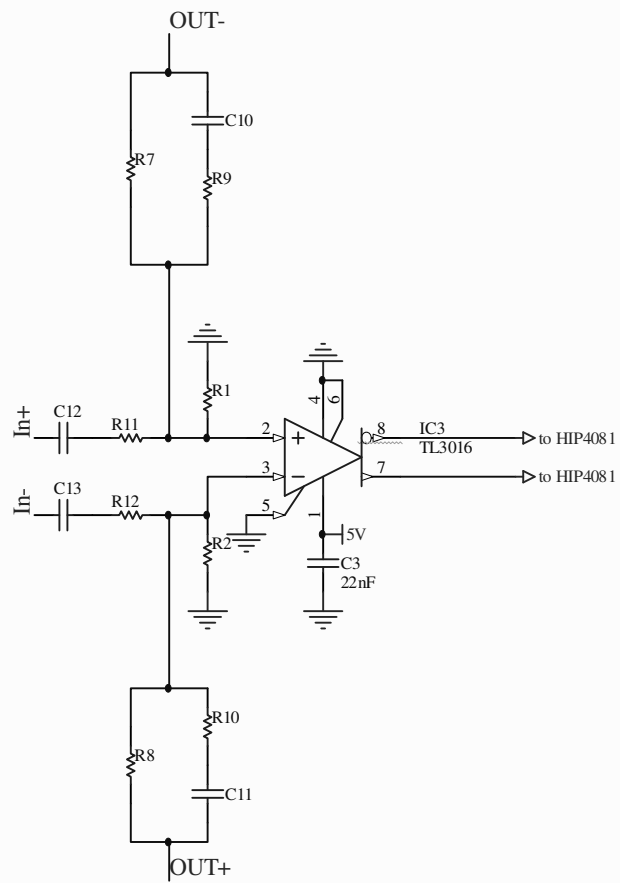 OUT-
C10
R7
R9
R1
4
6
In+
C12
R11
2
+
8
IC3
TL3016
to HIP4081
In-
C13
R12
3
−
7
to HIP4081
5
1
5V
R2
C3
22nF
R10
R8
C11
OUT+